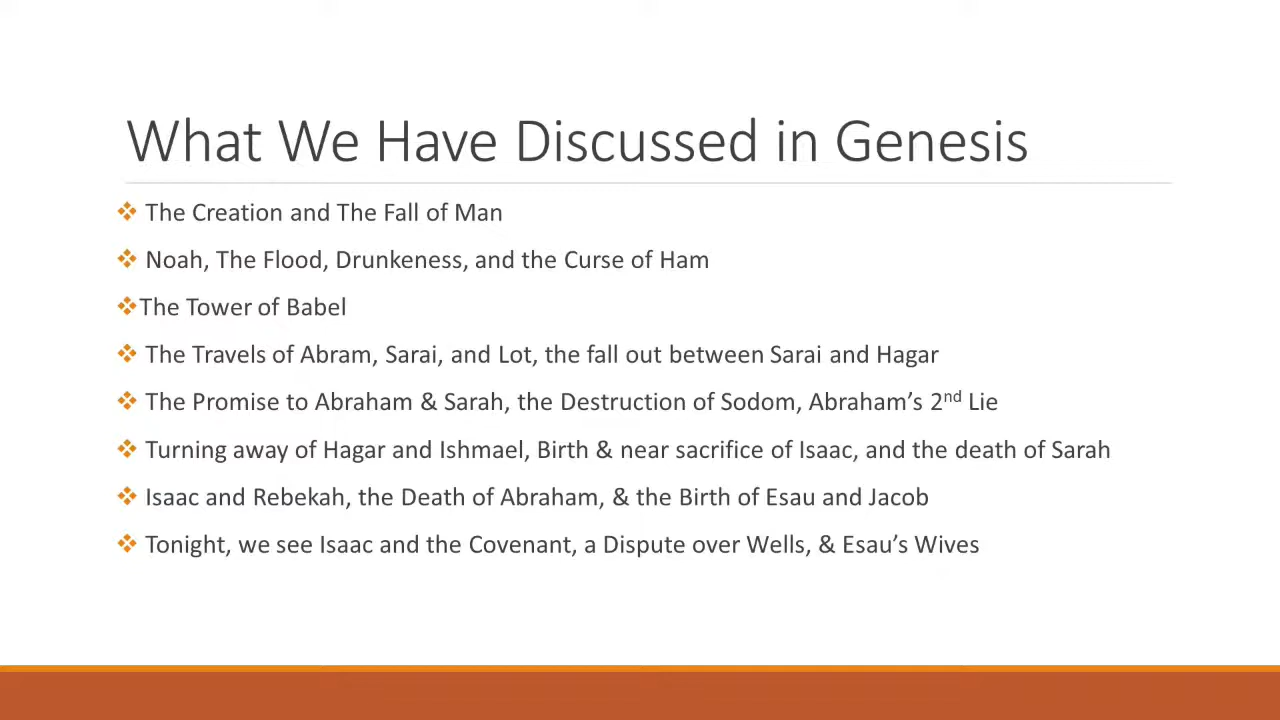 What We Have Discussed in Genesis
❖ The Creation and The Fall of Man
❖ Noah, The Flood, Drunkeness, and the Curse of Ham
❖The Tower of Babel
❖ The Travels of Abram, Sarai, and Lot, the fall out between Sarai and Hagar
❖ The Promise to Abraham & Sarah, the Destruction of Sodom, Abraham’s 2nd Lie
❖ Turning away of Hagar and Ishmael, Birth & near sacrifice of Isaac, and the death of Sarah
❖ Isaac and Rebekah, the Death of Abraham, & the Birth of Esau and Jacob
❖ Tonight, we see Isaac and the Covenant, a Dispute over Wells, & Esau’s Wives